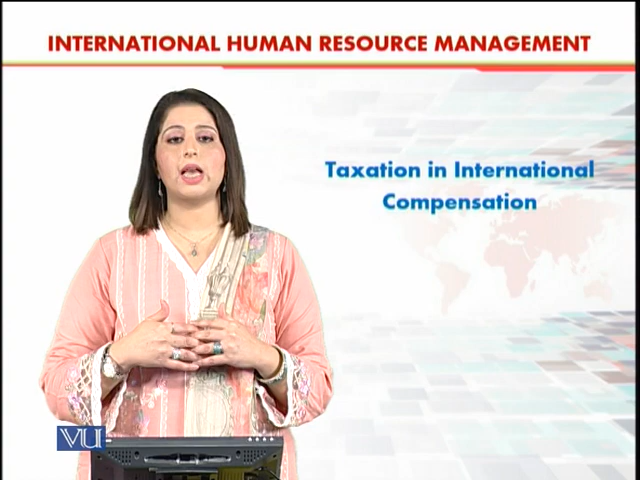 INTERNATIONAL HUMAN RESOURCE MANAGEMENT
Taxation in International
Compensation
VU